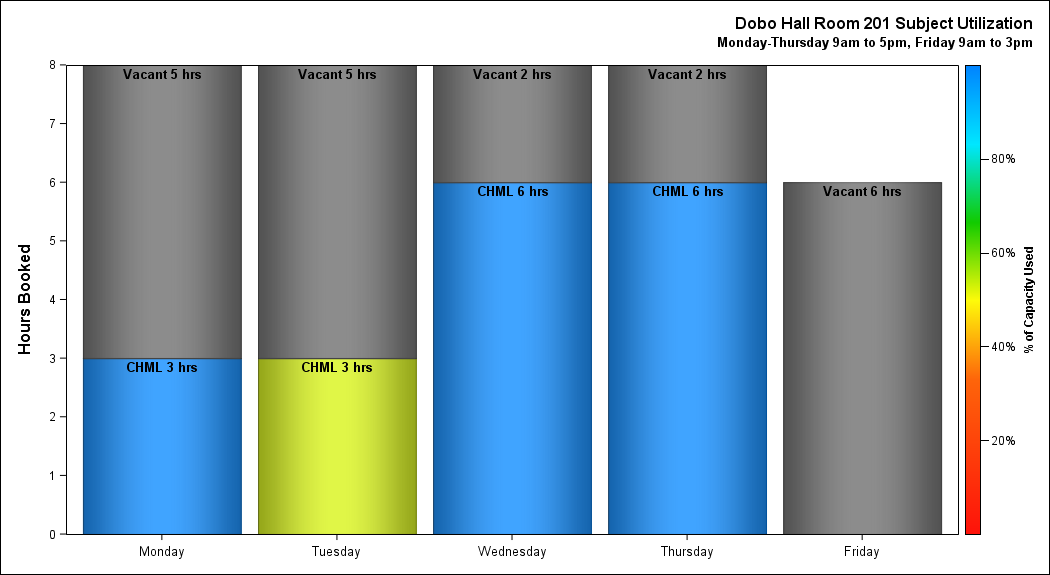 Dobo Hall Room 201 Subject Utilization
Monday-Thursday 9am to 5pm, Friday 9am to 3pm
Hours Booked
8
7
6
5
4
3
2
1
0
Vacant 5 hrs
CHML 3 hrs
Vacant 5 hrs
CHML 3 hrs
Vacant 2 hrs
CHML 6 hrs
Vacant 2 hrs
CHML 6 hrs
Vacant 6 hrs
Monday
Tuesday
Wednesday
Thursday
Friday
80%
60%
40%
20%
% of Capacity Used